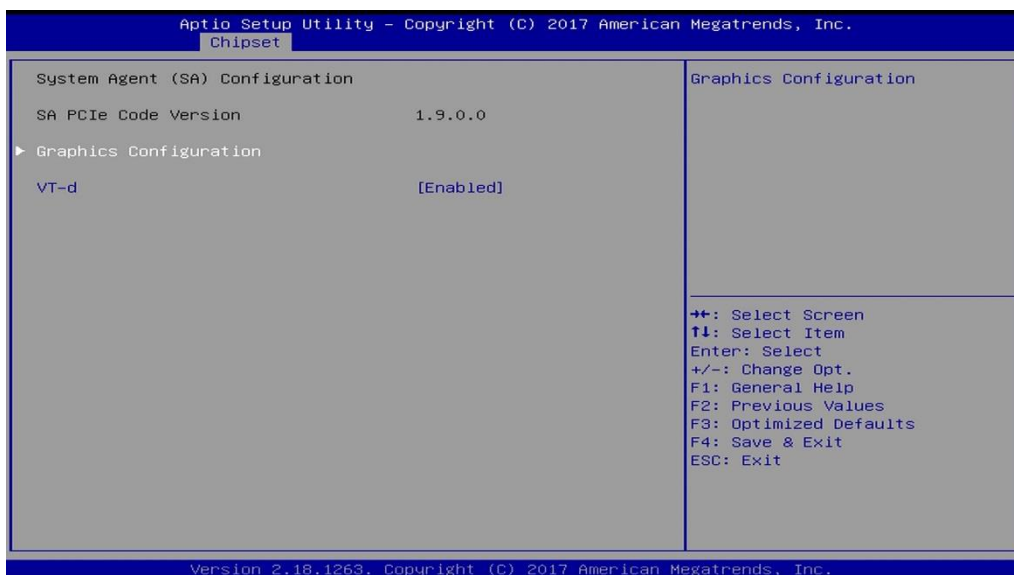 Aptio Setup Utility – Copyright (C) 2017 American Megatrends, Inc.
Chipset
System Agent (SA) Configuration
SA PCIe Code Version 1.9.0.0
► Graphics Configuration
VT-d [Enabled]
Graphics Configuration
→←: Select Screen
↑↓: Select Item
Enter: Select
+/-: Change Opt.
F1: General Help
F2: Previous Values
F3: Optimized Defaults
F4: Save & Exit
ESC: Exit
Version 2.18.1263. Copyright (C) 2017 American Megatrends, Inc.